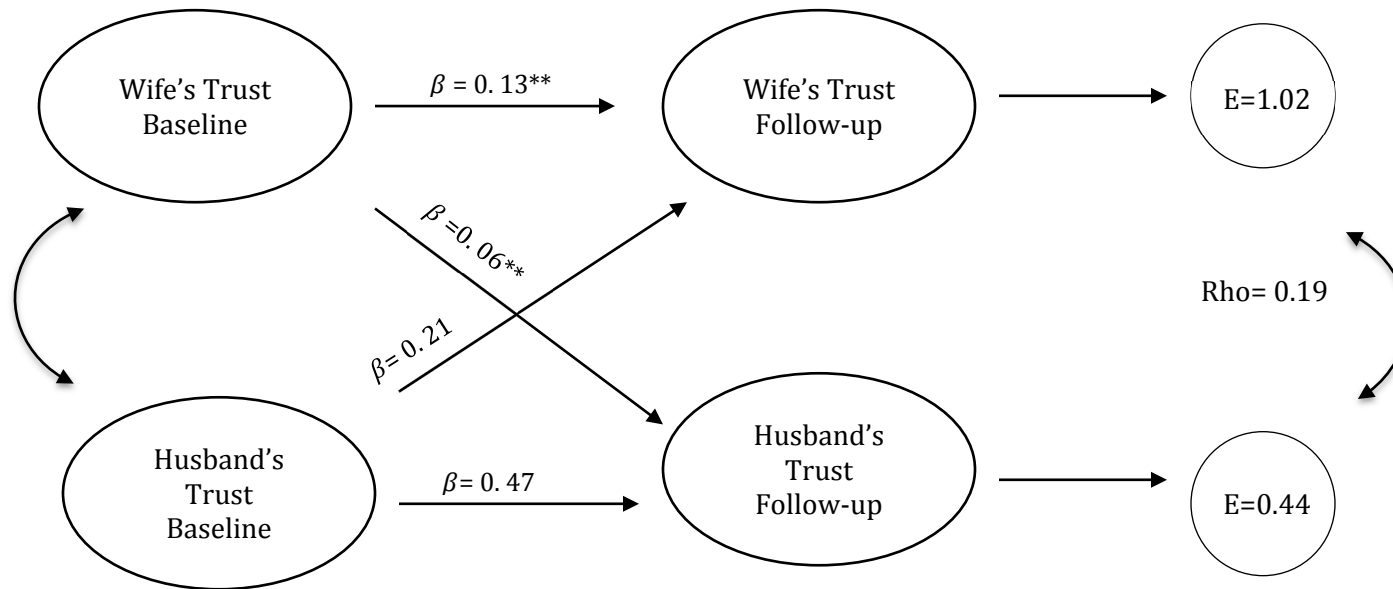 Wife’s Trust
Baseline
β = 0. 13**
Wife’s Trust
Follow-up
E=1.02
β =0. 06**
β= 0. 21
Rho= 0.19
Husband’s
Trust
Baseline
β= 0. 47
Husband’s
Trust
Follow-up
E=0.44